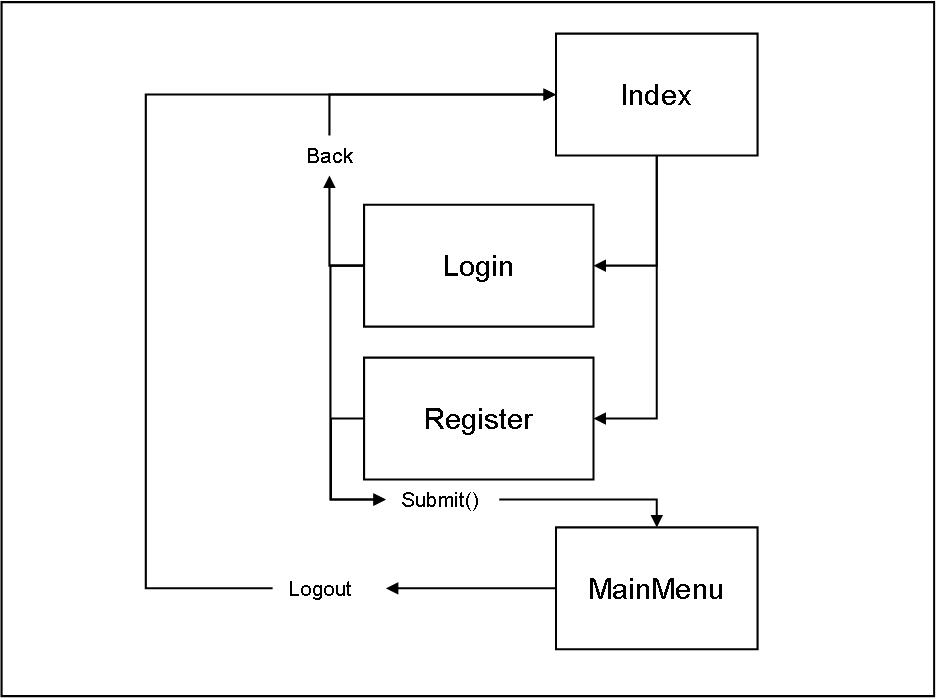 Index
Back
Login
Register
Submit()
MainMenu
Logout